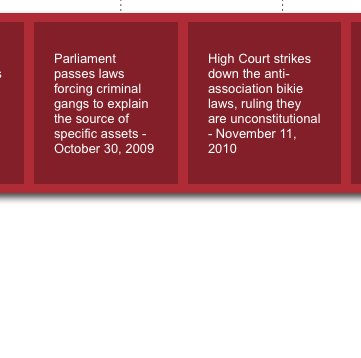 s
Parliament
passes laws
forcing criminal
gangs to explain
the source of
specific assets -
October 30, 2009
High Court strikes
down the anti-
association bikie
laws, ruling they
are unconstitutional
- November 11,
2010